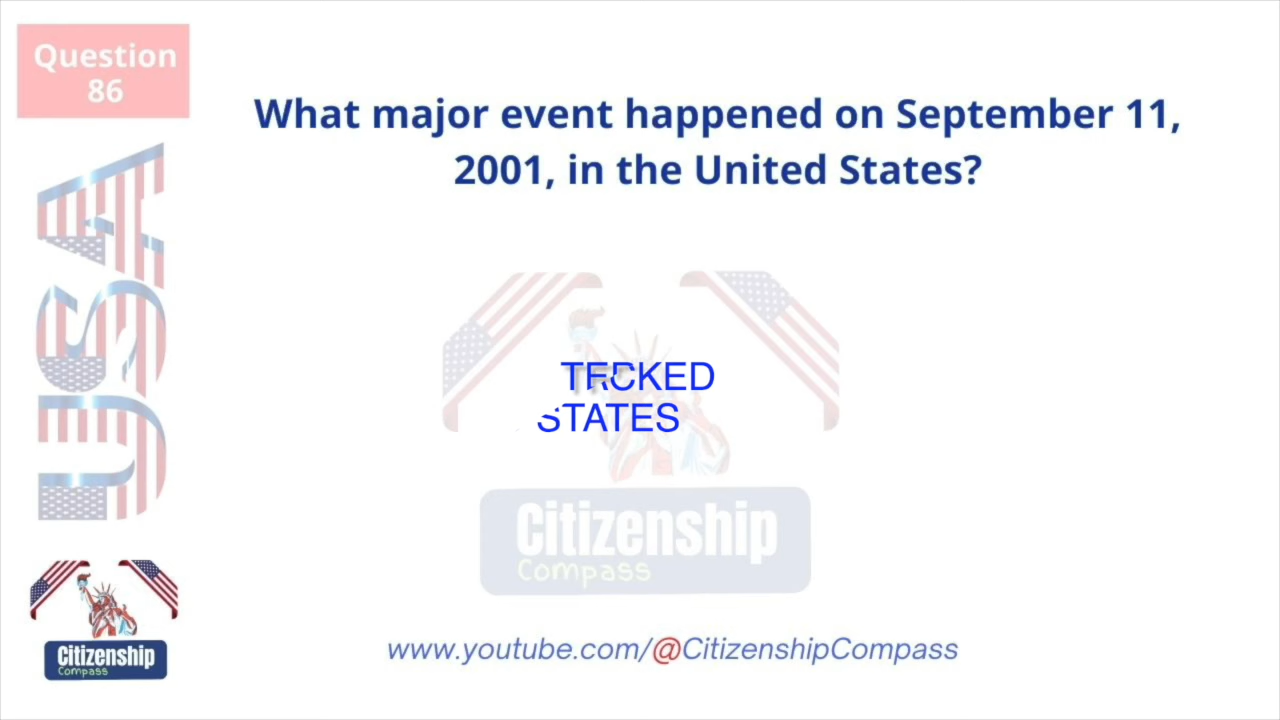 Question
86
What major event happened on September 11,
2001, in the United States?
USA
STATES
Citizenship
Compass
Citizenship
Compass
www.youtube.com/@CitizenshipCompass